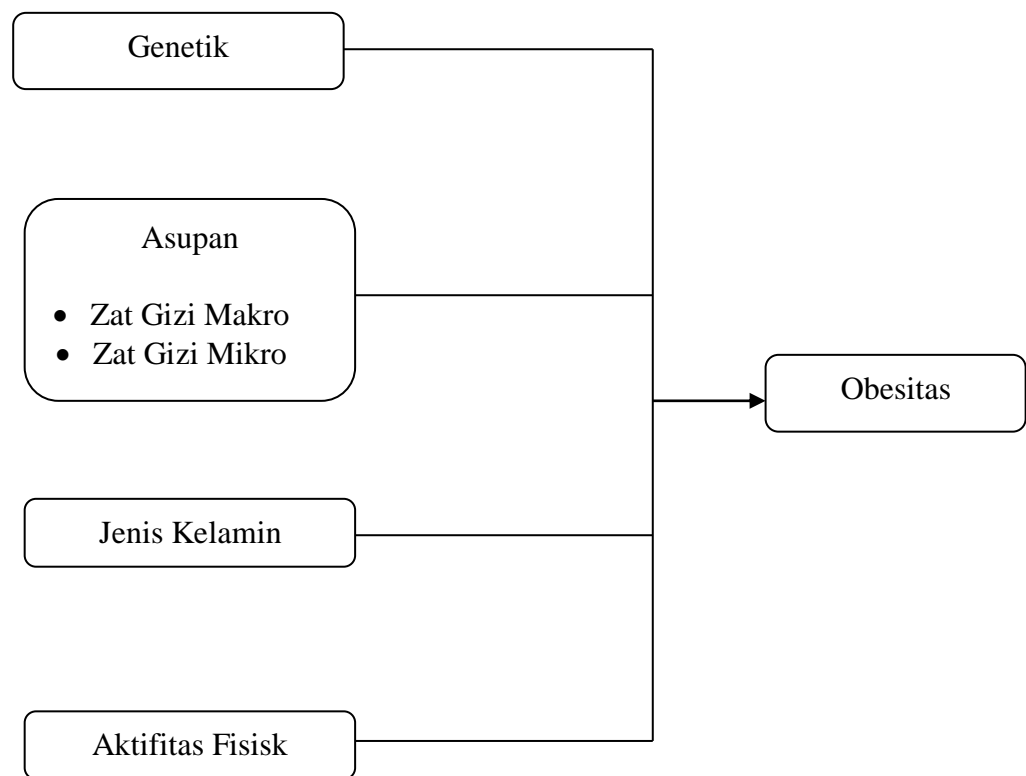 Genetik
Asupan
• Zat Gizi Makro
• Zat Gizi Mikro
Obesitas
Jenis Kelamin
Aktifitas Fisisk